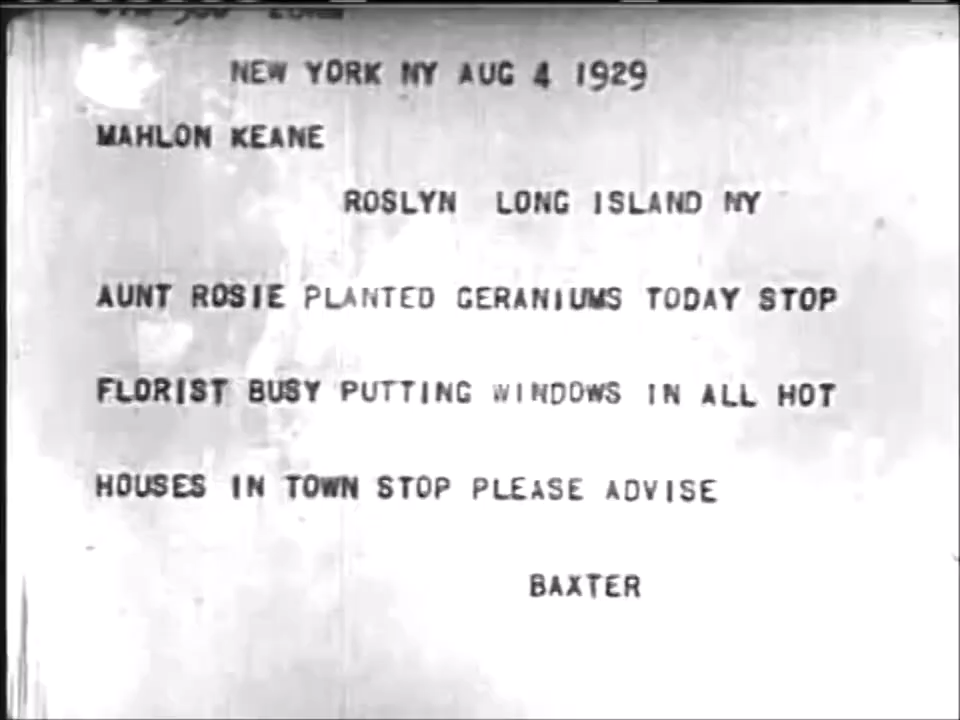 NEW YORK NY AUG 4 1929
MAHLON KEANE
ROSLYN LONG ISLAND NY
AUNT ROSIE PLANTED GERANIUMS TODAY STOP
FLORIST BUSY PUTTING WINDOWS IN ALL HOT
HOUSES IN TOWN STOP PLEASE ADVISE
BAXTER